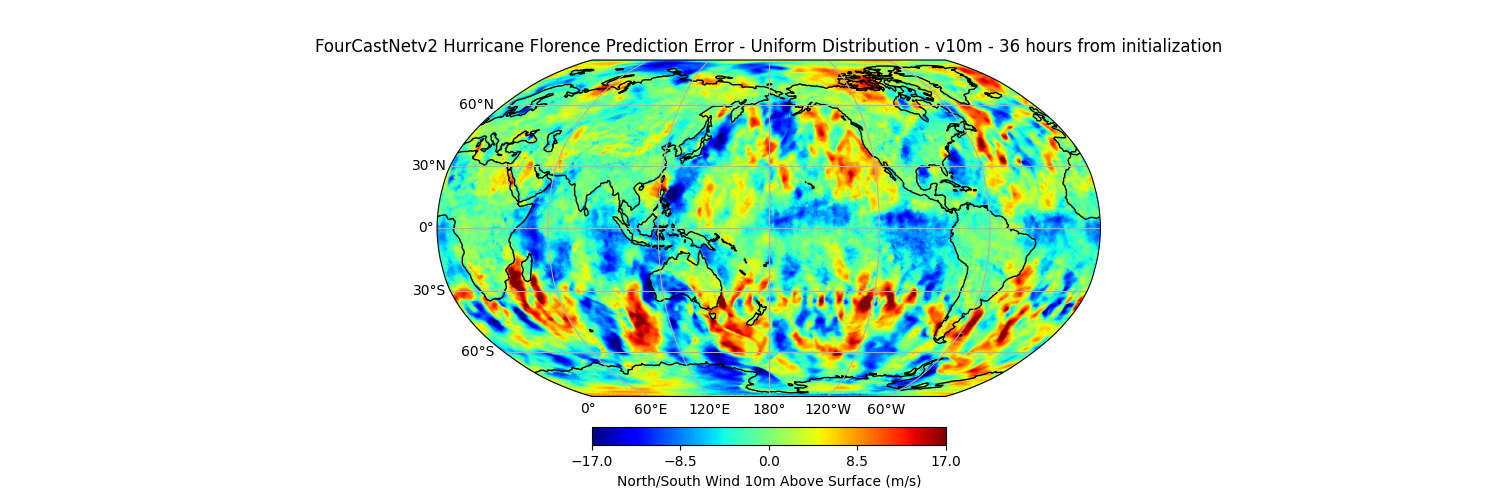 FourCastNetv2 Hurricane Florence Prediction Error - Uniform Distribution - v10m - 36 hours from initialization
60°N
30°N
0°
30°S
60°S
0° 60°E 120°E 180° 120°W 60°W
−17.0 −8.5 0.0 8.5 17.0
North/South Wind 10m Above Surface (m/s)